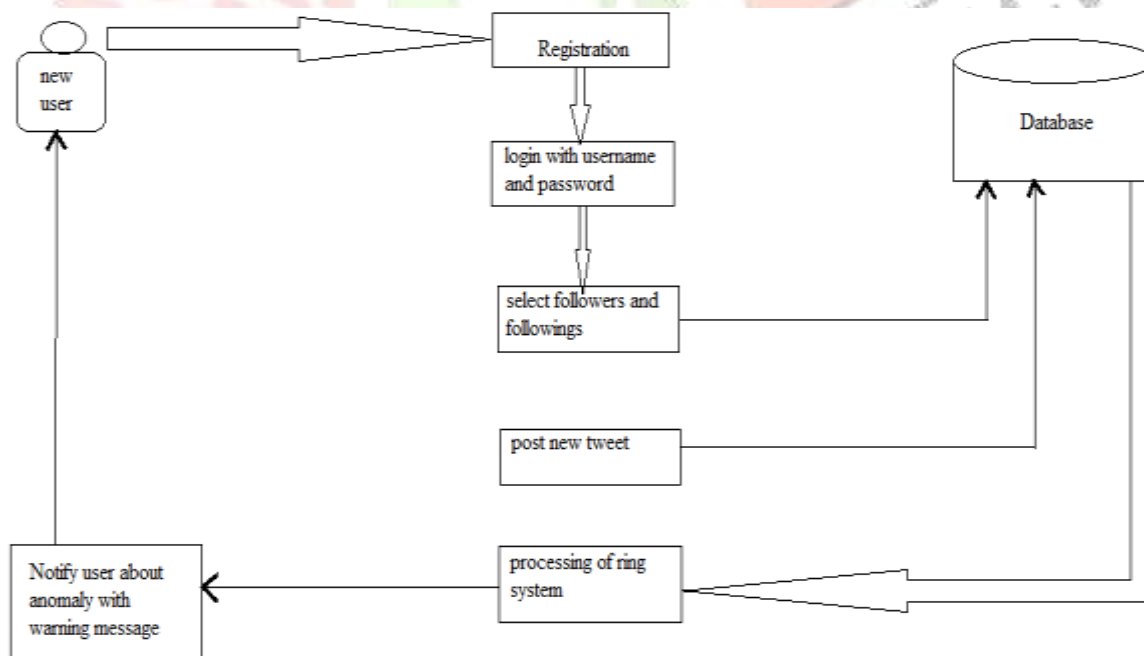 new
user
Registration
Database
login with username
and password
select followers and
followings
post new tweet
processing of ring
system
Notify user about
anomaly with
warning message